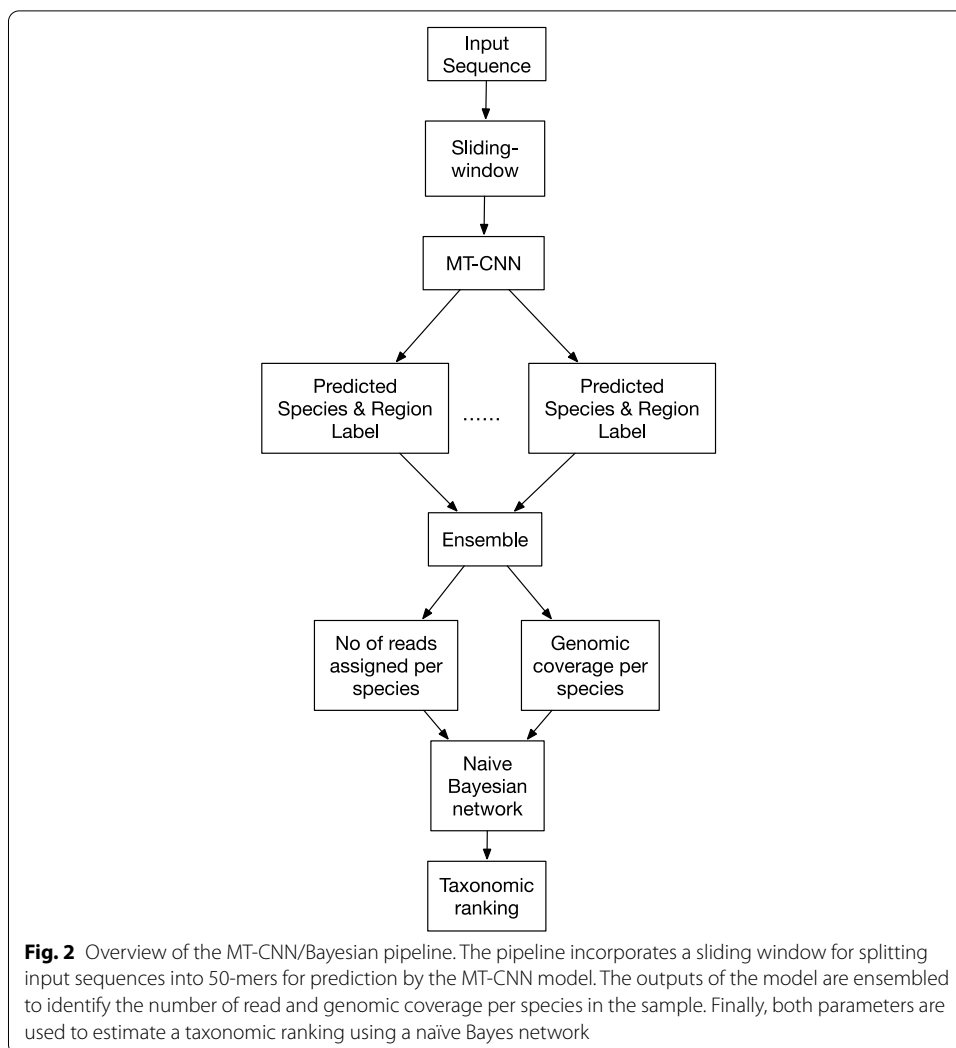 Input
Sequence
Sliding-
window
MT-CNN
Predicted
Species & Region
Label
......
Predicted
Species & Region
Label
Ensemble
No of reads
assigned per
species
Genomic
coverage per
species
Naive
Bayesian
network
Taxonomic
ranking
Fig. 2 Overview of the MT-CNN/Bayesian pipeline. The pipeline incorporates a sliding window for splitting
input sequences into 50-mers for prediction by the MT-CNN model. The outputs of the model are ensembled
to identify the number of read and genomic coverage per species in the sample. Finally, both parameters are
used to estimate a taxonomic ranking using a naïve Bayes network